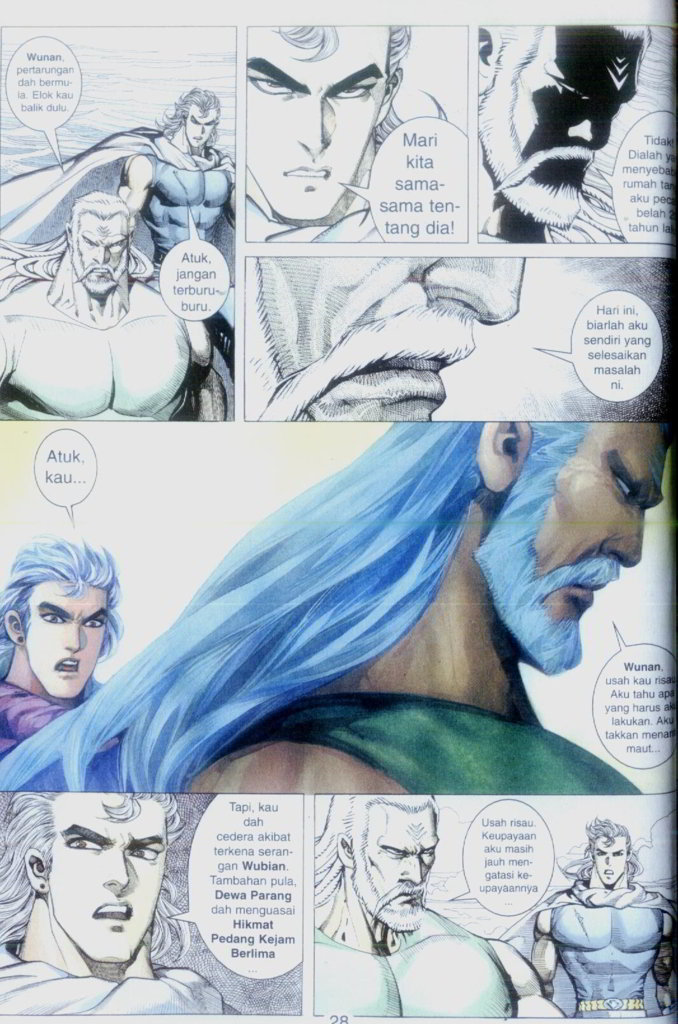 Wunan,
pertarungan
dah bermu-
la. Elok kau
balik dulu.
Atuk,
jangan
terburu-
buru.
Mari
kita
sama-
sama ten-
tang dia!
Tidak!
Dialah
menyebab
rumah
aku
belah
tahun
Hari ini,
biarlah aku
sendiri yang
selesaikan
masalah
ni.
Atuk,
kau...
Wunan,
usah kau risau
Aku tahu apa
yang harus
lakukan. Aku
takkan
maut...
Tapi, kau
dah
cedera akibat
terkena seran-
gan Wubian.
Tambahan pula,
Dewa Parang
dah menguasai
Hikmat
Pedang Kejam
Berlima
...
Usah risau.
Keupayaan
aku masih
jauh men-
gatasi ke-
upayaannya
...
28